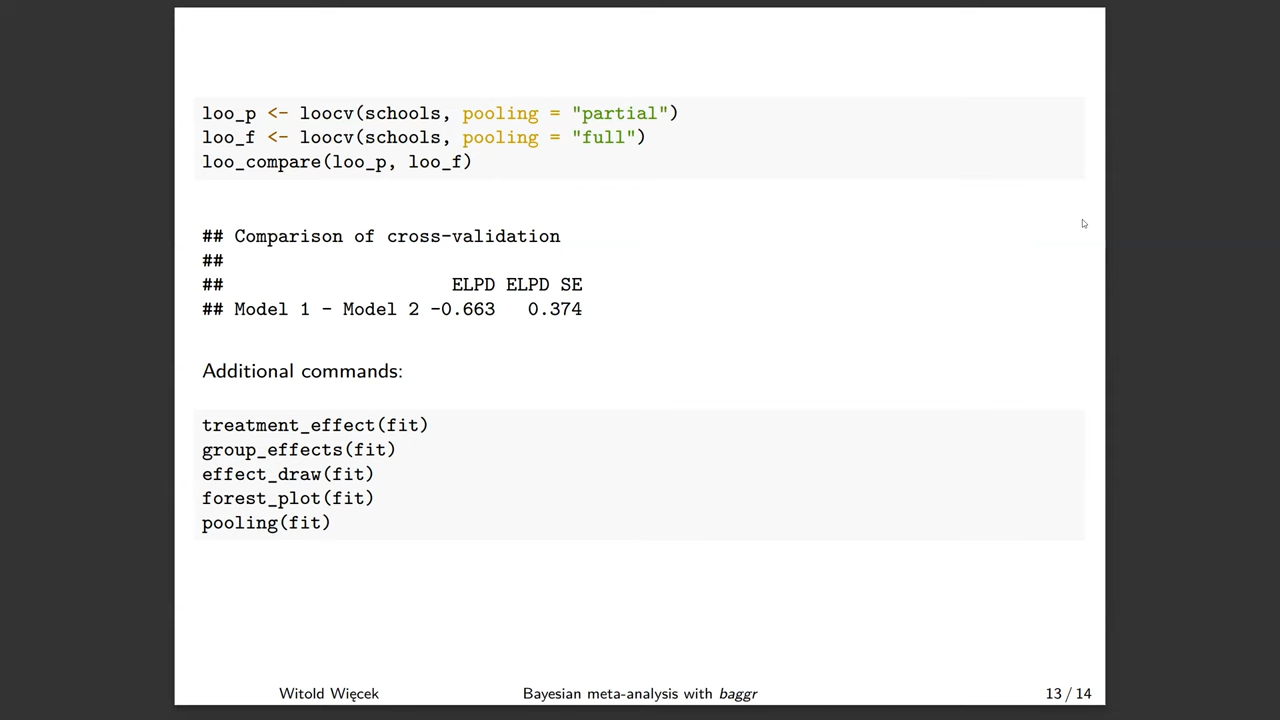 loo_p <- loocv(schools, pooling = "partial")
loo_f <- loocv(schools, pooling = "full")
loo_compare(loo_p, loo_f)
## Comparison of cross-validation
##
##                     ELPD ELPD SE
## Model 1 - Model 2 -0.663   0.374
Additional commands:
treatment_effect(fit)
group_effects(fit)
effect_draw(fit)
forest_plot(fit)
pooling(fit)
Witold Więcek Bayesian meta-analysis with baggr 13 / 14